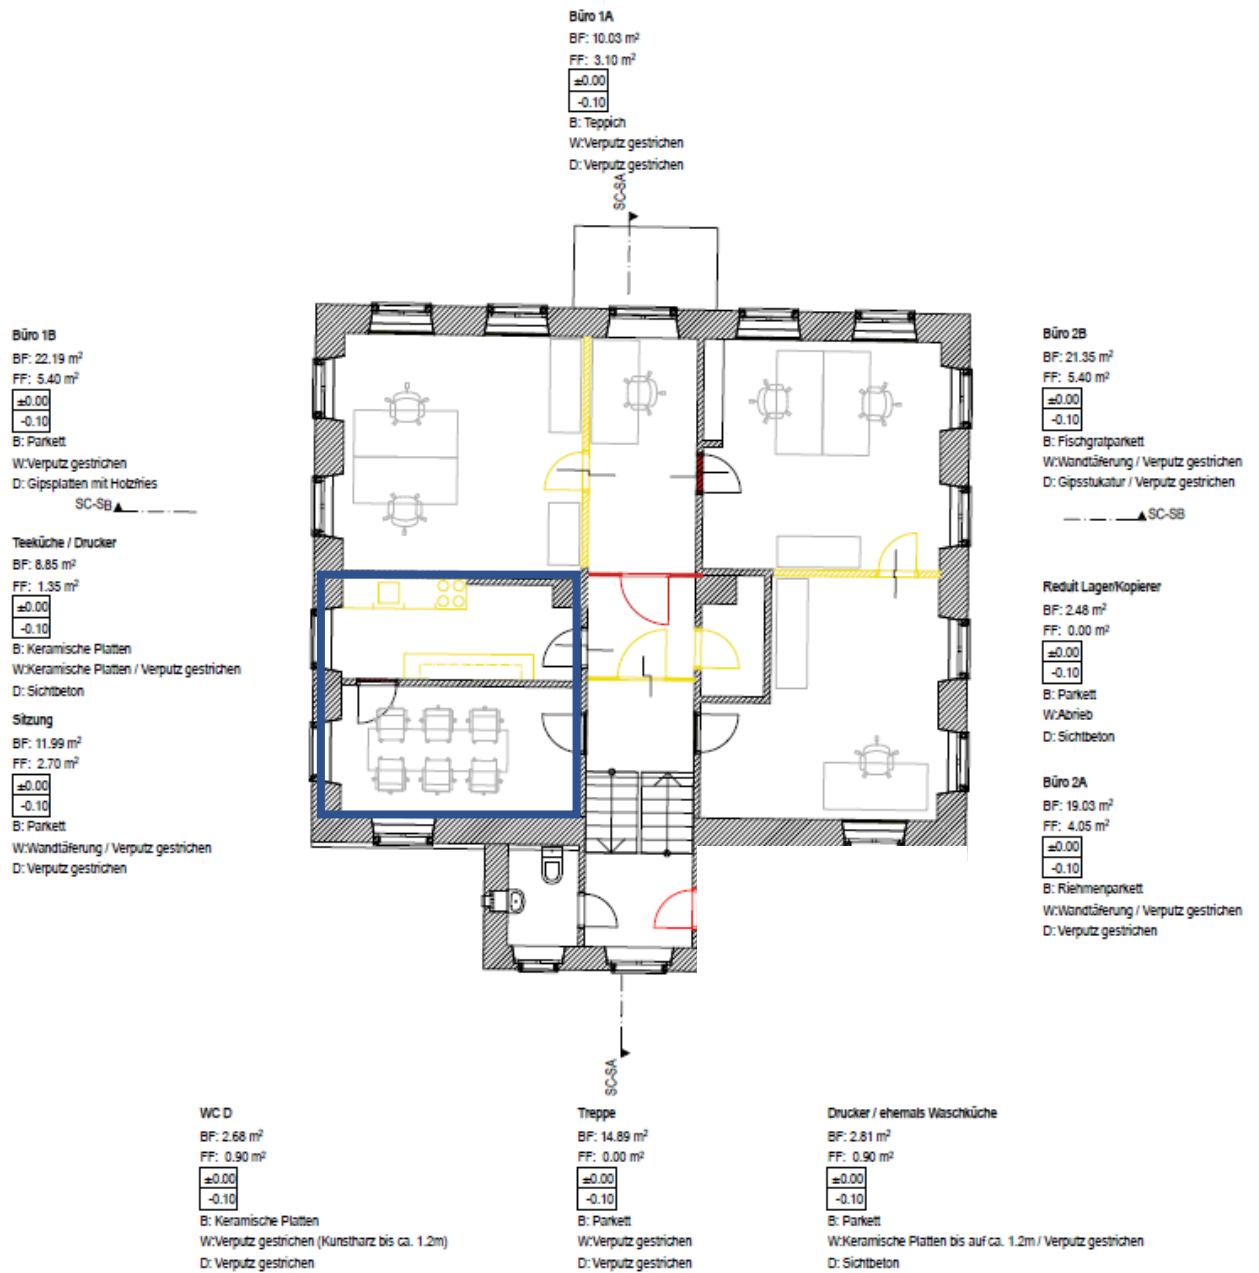 Büro 1A
BF: 10.03 m²
FF: 3.10 m²
±0.00
-0.10
B: Teppich
W:Verputz gestrichen
D: Verputz gestrichen
SC-SA
Büro 1B
BF: 22.19 m²
FF: 5.40 m²
±0.00
-0.10
B: Parkett
W:Verputz gestrichen
D: Gipsplatten mit Holzfries
SC-SB
Teeküche / Drucker
BF: 8.85 m²
FF: 1.35 m²
±0.00
-0.10
B: Keramische Platten
W:Keramische Platten / Verputz gestrichen
D: Sichtbeton
Sitzung
BF: 11.99 m²
FF: 2.70 m²
±0.00
-0.10
B: Parkett
W:Wandtäferung / Verputz gestrichen
D: Verputz gestrichen
Büro 2B
BF: 21.35 m²
FF: 5.40 m²
±0.00
-0.10
B: Fischgratparkett
W:Wandtäferung / Verputz gestrichen
D: Gipsstukatur / Verputz gestrichen
SC-SB
Reduit Lager/Kopierer
BF: 2.48 m²
FF: 0.00 m²
±0.00
-0.10
B: Parkett
W:Abrieb
D: Sichtbeton
Büro 2A
BF: 19.03 m²
FF: 4.05 m²
±0.00
-0.10
B: Riehmenparkett
W:Wandtäferung / Verputz gestrichen
D: Verputz gestrichen
SC-SA
WC D
BF: 2.68 m²
FF: 0.90 m²
±0.00
-0.10
B: Keramische Platten
W:Verputz gestrichen (Kunstharz bis ca. 1.2m)
D: Verputz gestrichen
Treppe
BF: 14.89 m²
FF: 0.00 m²
±0.00
-0.10
B: Parkett
W:Verputz gestrichen
D: Verputz gestrichen
Drucker / ehemals Waschküche
BF: 2.81 m²
FF: 0.90 m²
±0.00
-0.10
B: Parkett
W:Keramische Platten bis auf ca. 1.2m / Verputz gestrichen
D: Sichtbeton